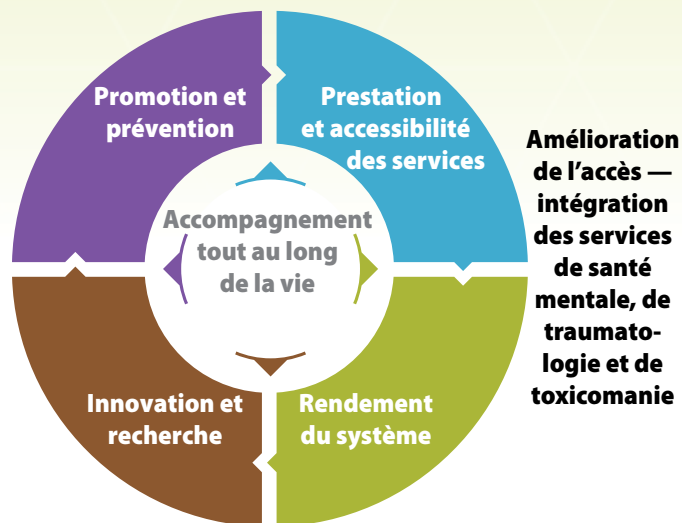 Promotion et
prévention
Prestation
et accessibilité
des services
Amélioration
de l’accès —
intégration
des services
de santé
mentale, de
traumato-
logie et de
toxicomanie
Accompagnement
tout au long
de la vie
Innovation et
recherche
Rendement
du système